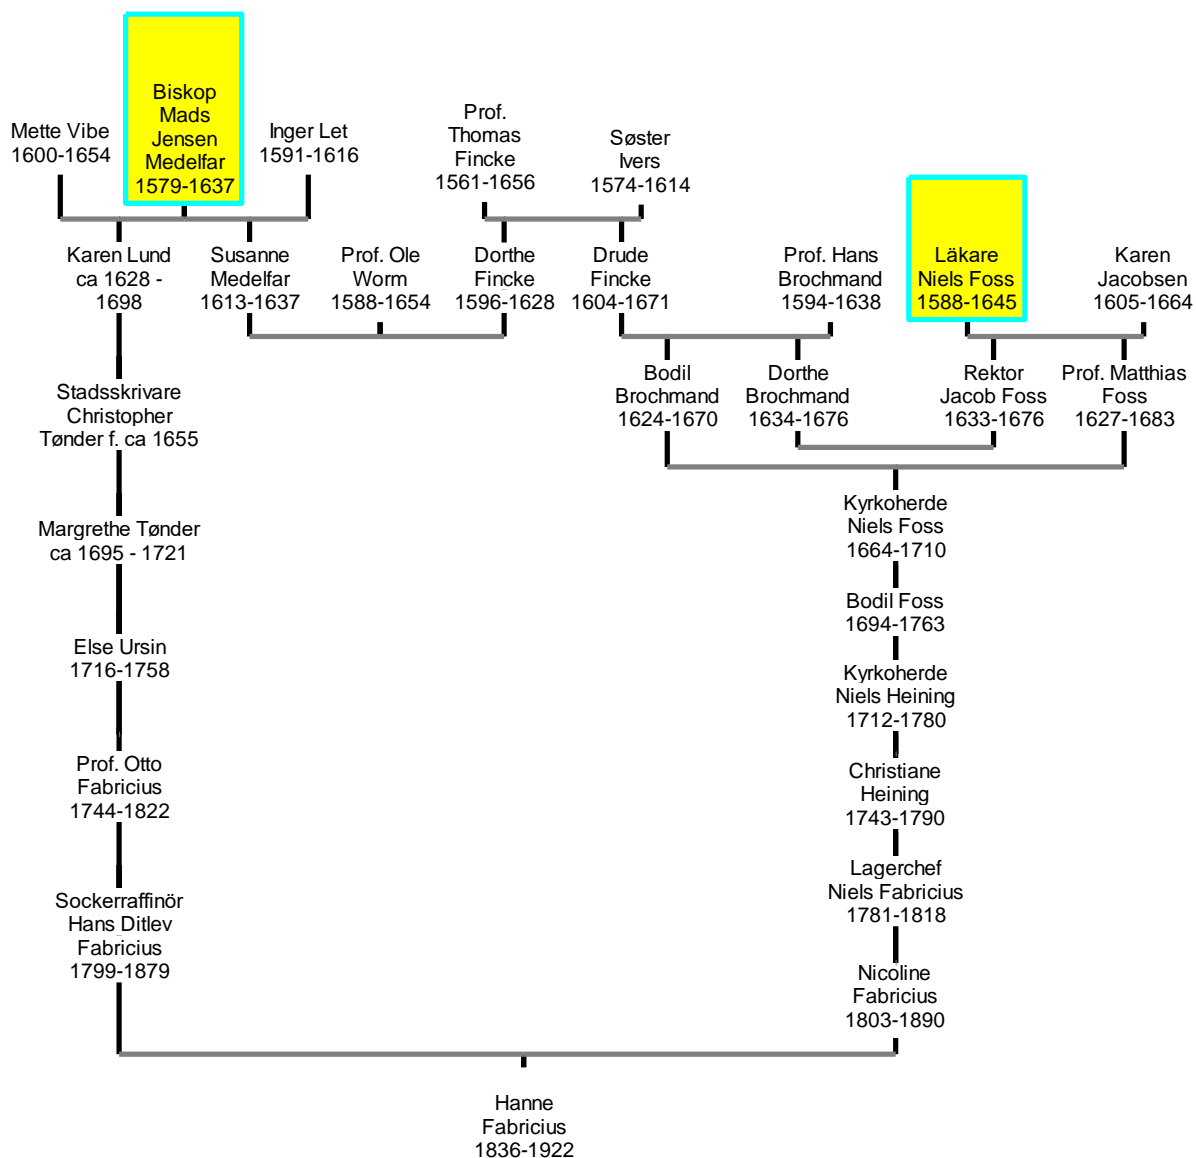 Mette Vibe
1600-1654
Biskop
Mads
Jensen
Medelfar
1579-1637
Inger Let
1591-1616
Prof.
Thomas
Fincke
1561-1656
Søster
Ivers
1574-1614
Karen Lund
ca 1628 -
1698
Susanne
Medelfar
1613-1637
Prof. Ole
Worm
1588-1654
Dorthe
Fincke
1596-1628
Drude
Fincke
1604-1671
Prof. Hans
Brochmand
1594-1638
Läkare
Niels Foss
1588-1645
Karen
Jacobsen
1605-1664
Stadsskrivare
Christopher
Tønder f. ca 1655
Bodil
Brochmand
1624-1670
Dorthe
Brochmand
1634-1676
Rektor
Jacob Foss
1633-1676
Prof. Matthias
Foss
1627-1683
Margrethe Tønder
ca 1695 - 1721
Kyrkoherde
Niels Foss
1664-1710
Else Ursin
1716-1758
Bodil Foss
1694-1763
Kyrkoherde
Niels Heining
1712-1780
Prof. Otto
Fabricius
1744-1822
Christiane
Heining
1743-1790
Sockerraffinör
Hans Ditlev
Fabricius
1799-1879
Lagerchef
Niels Fabricius
1781-1818
Nicoline
Fabricius
1803-1890
Hanne
Fabricius
1836-1922